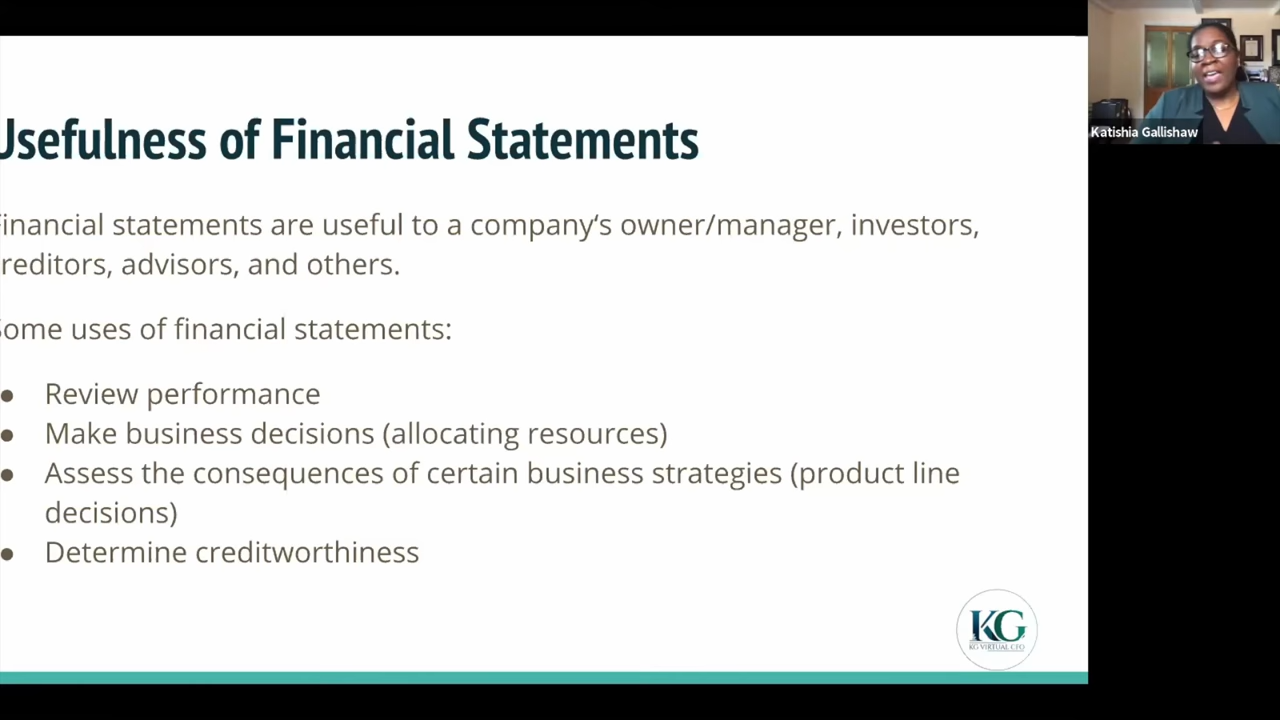 Usefulness of Financial Statements
Financial statements are useful to a company‘s owner/manager, investors,
creditors, advisors, and others.
Some uses of financial statements:
● Review performance
● Make business decisions (allocating resources)
● Assess the consequences of certain business strategies (product line
decisions)
● Determine creditworthiness
KG
KG VIRTUAL CFO
Katishia Gallishaw